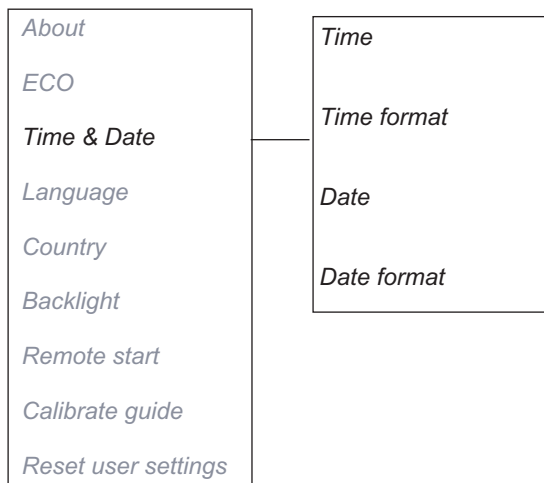 About
ECO
Time & Date
Language
Country
Backlight
Remote start
Calibrate guide
Reset user settings
Time
Time format
Date
Date format